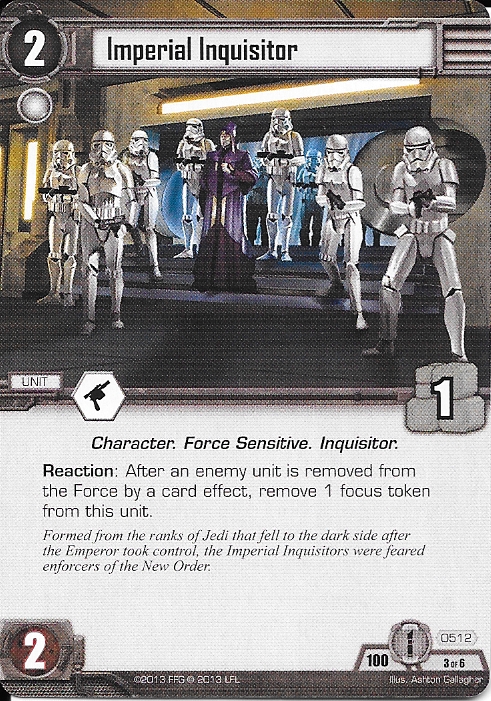 2
Imperial Inquisitor
UNIT
1
Character. Force Sensitive. Inquisitor.
Reaction: After an enemy unit is removed from
the Force by a card effect, remove 1 focus token
from this unit.
Formed from the ranks of Jedi that fell to the dark side after
the Emperor took control, the Imperial Inquisitors were feared
enforcers of the New Order.
2
0512
100
3 OF 6
©2013 FFG © 2013 LFL
Illus. Ashton Gallagher